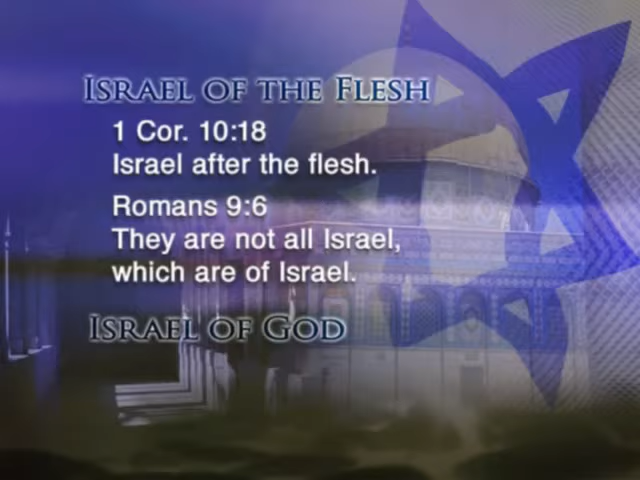 ISRAEL OF THE FLESH
1 Cor. 10:18
Israel after the flesh.
Romans 9:6
They are not all Israel,
which are of Israel.
ISRAEL OF GOD